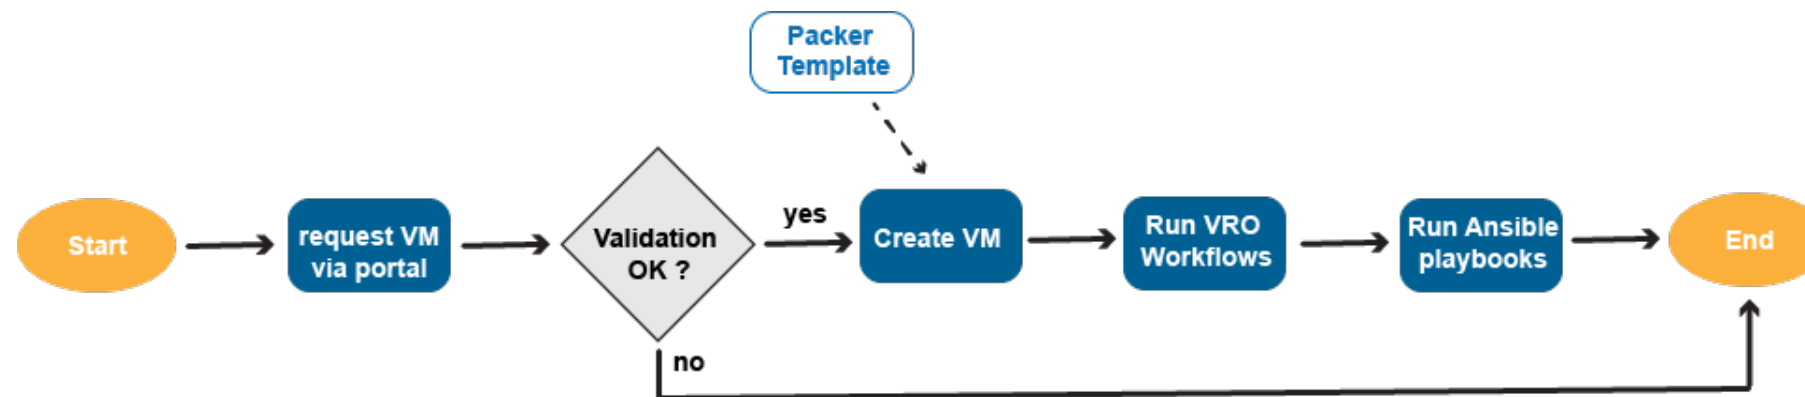 Packer
Template
Start
request VM
via portal
Validation
OK ?
yes
no
Create VM
Run VRO
Workflows
Run Ansible
playbooks
End